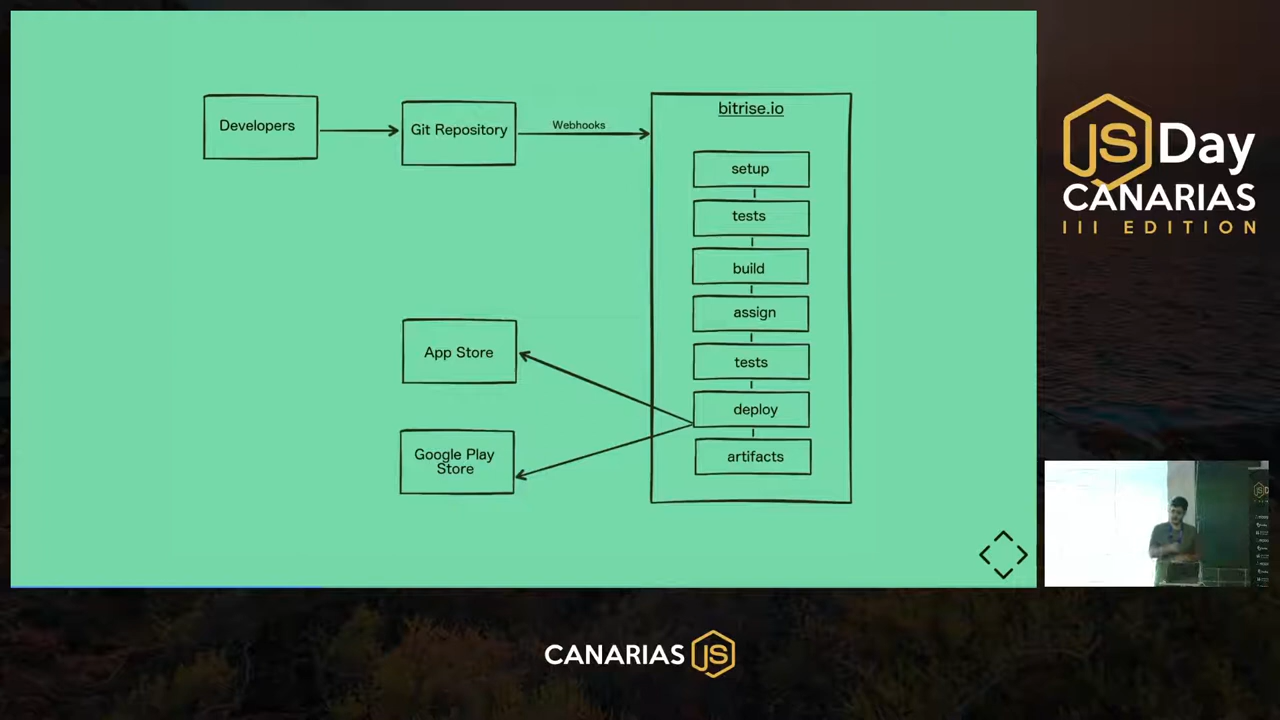 Developers
Git Repository
Webhooks
bitrise.io
setup
tests
build
assign
tests
deploy
artifacts
App Store
Google Play
Store
JS Day
CANARIAS
III EDITION
CANARIAS JS